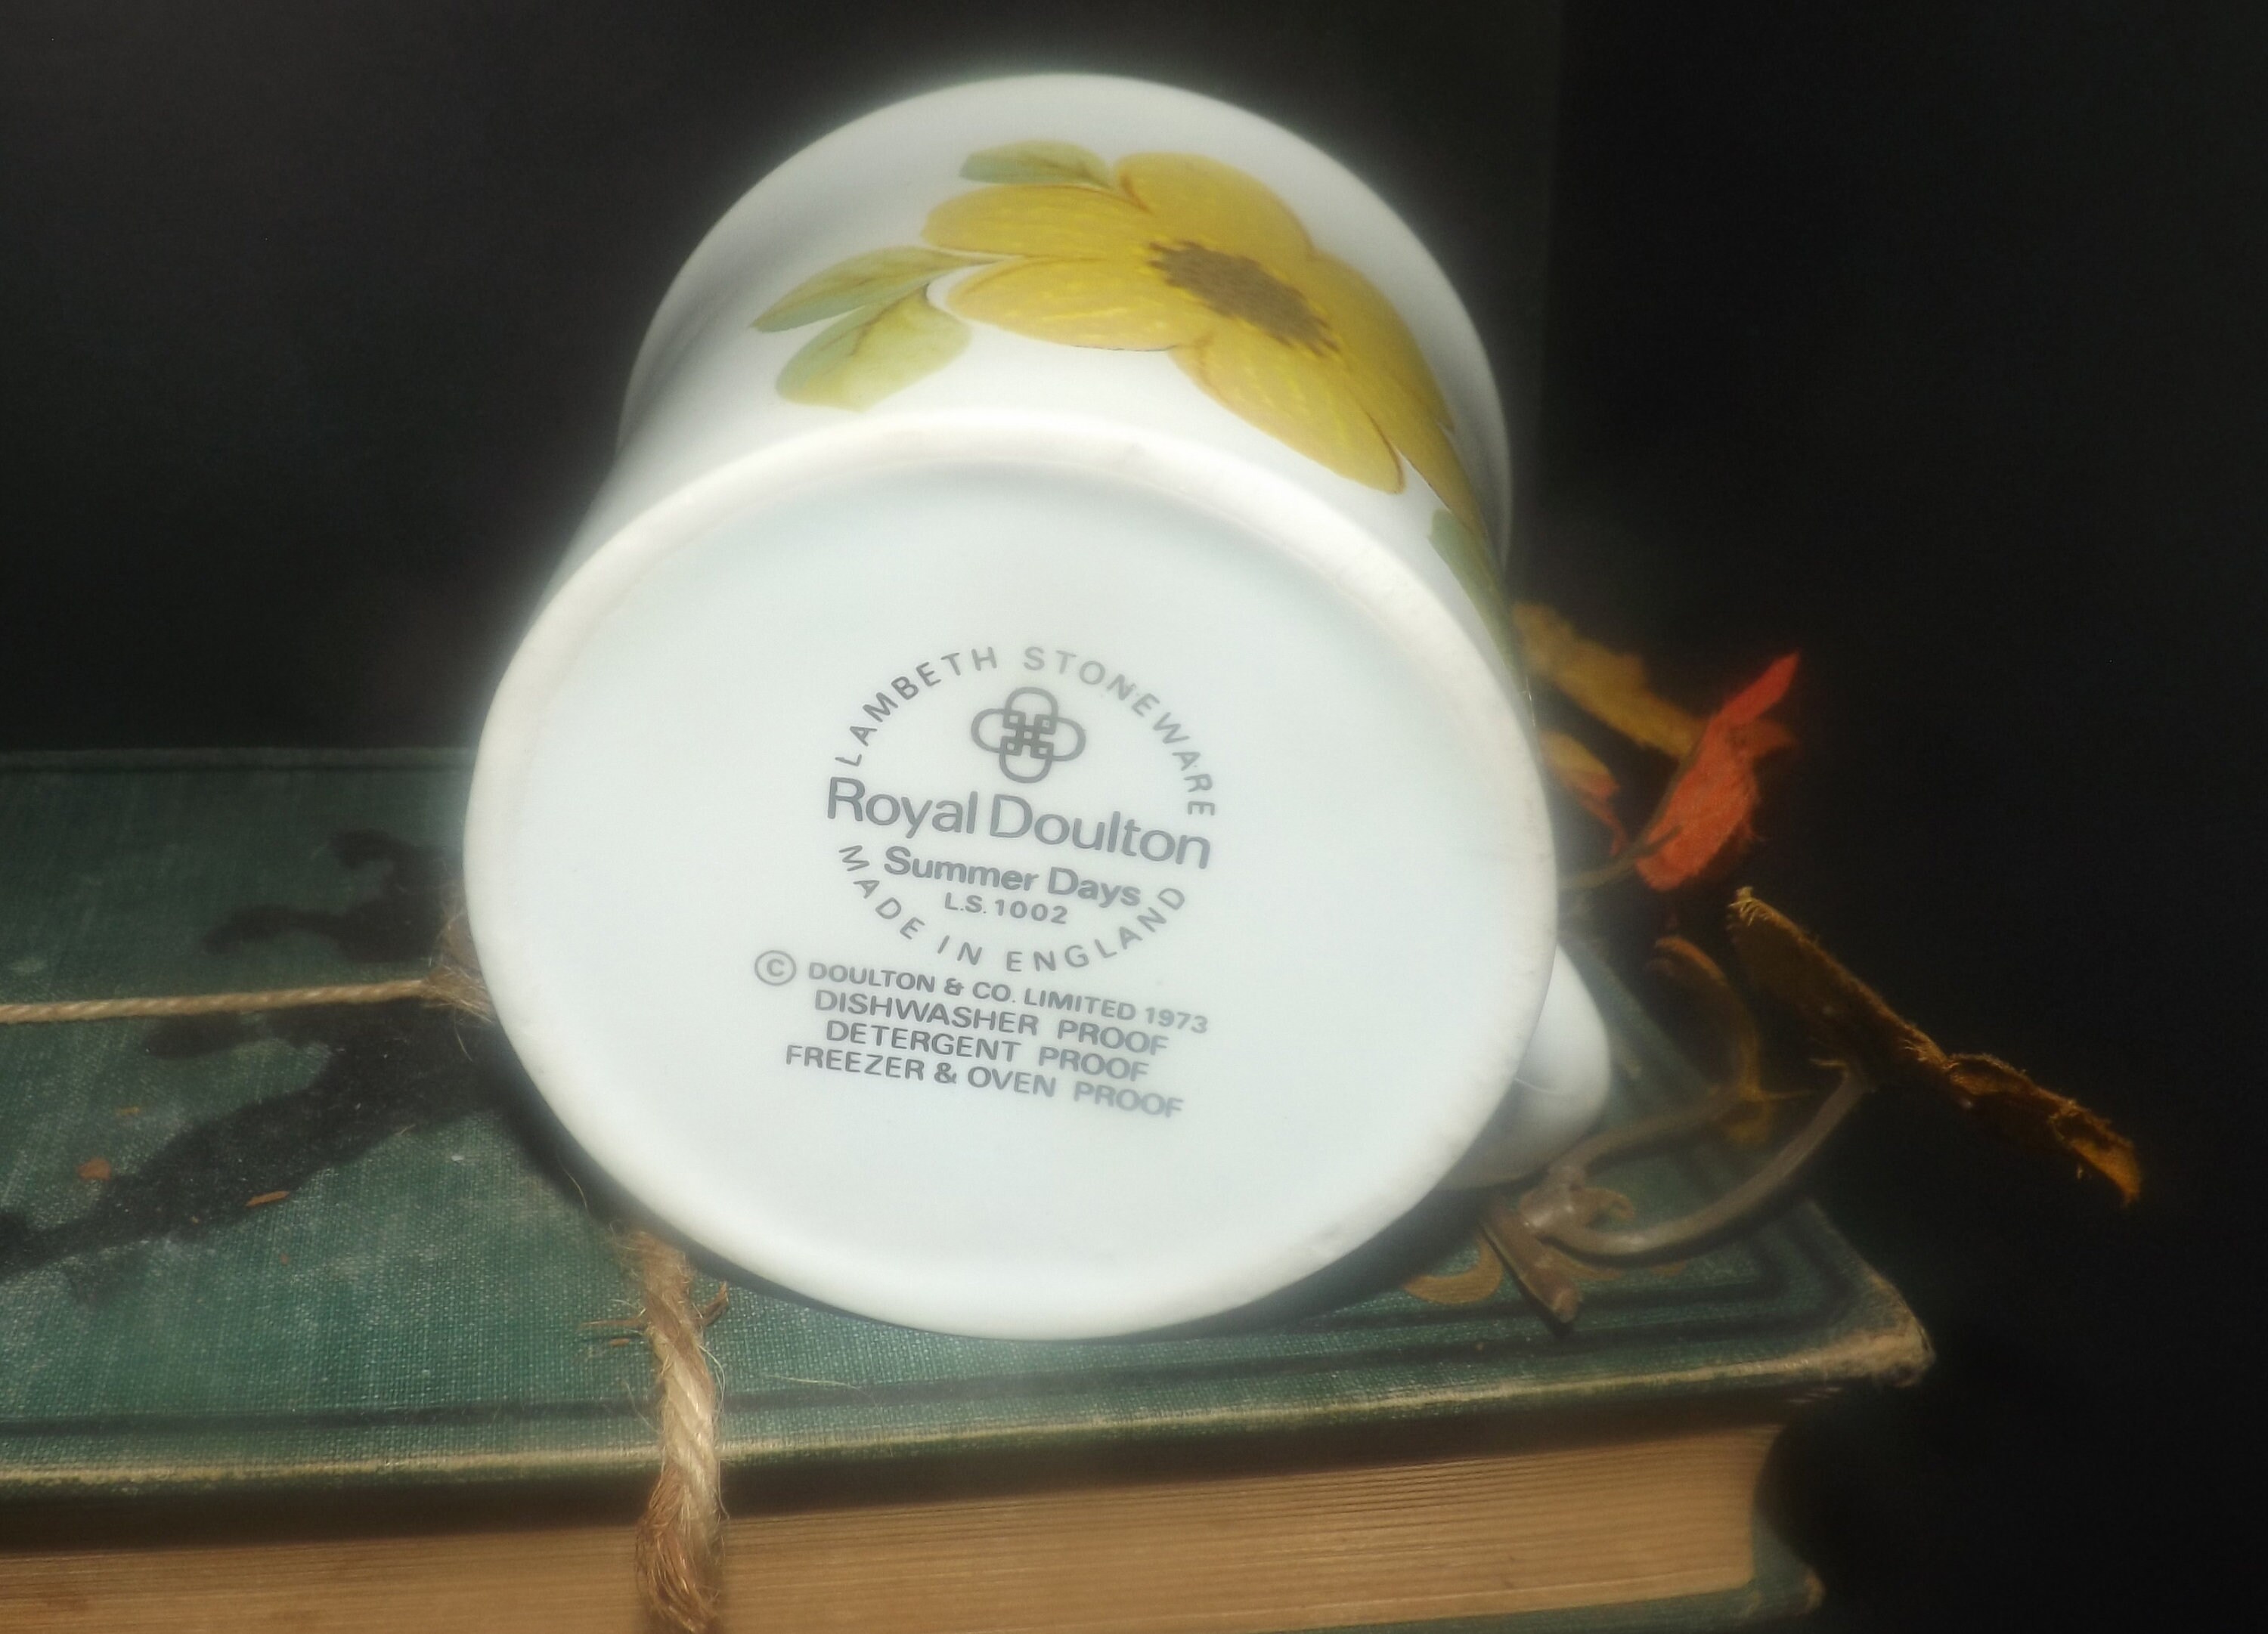 LAMBETH STONEWARE
Royal Doulton
Summer Days
L.S. 1002
MADE IN ENGLAND
© DOULTON & CO. LIMITED 1973
DISHWASHER PROOF
DETERGENT PROOF
FREEZER & OVEN PROOF